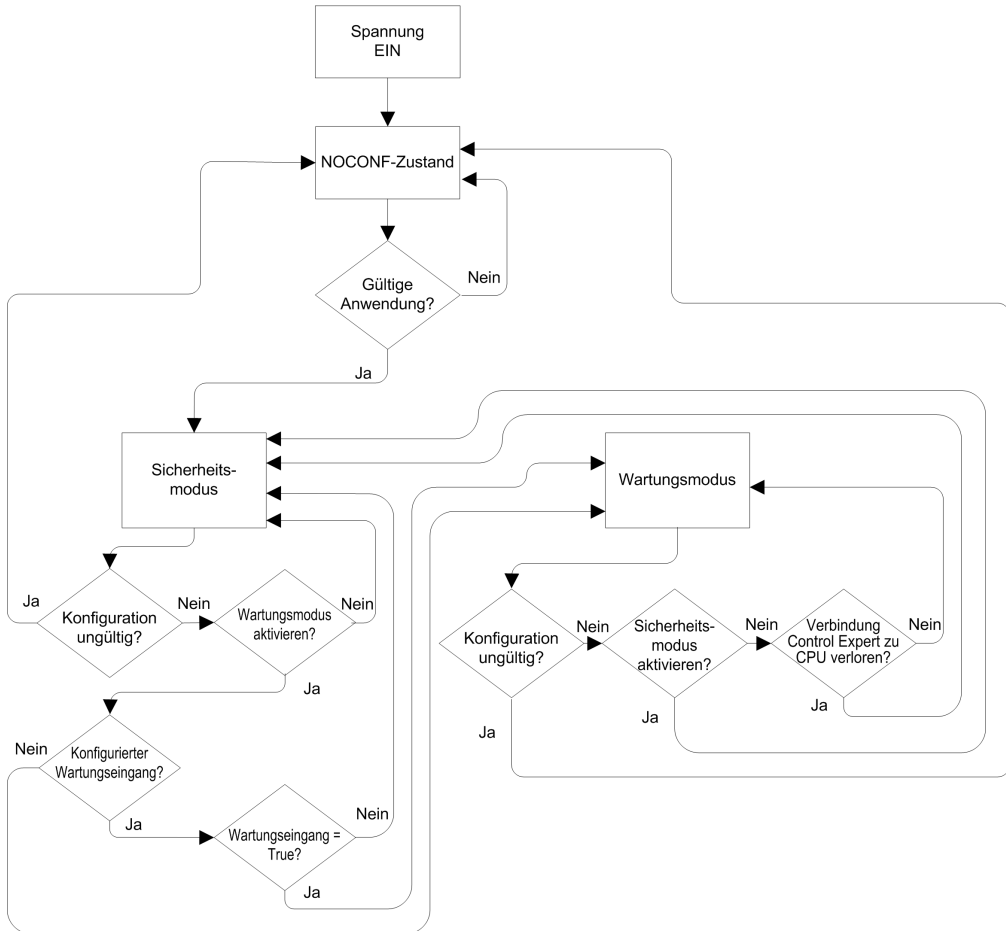 Spannung
EIN
NOCONF-Zustand
Gültige
Anwendung?
Nein
Ja
Sicherheits-
modus
Wartungsmodus
Ja
Konfiguration
ungültig?
Nein
Wartungsmodus
aktivieren?
Nein
Ja
Konfiguration
ungültig?
Nein
Sicherheits-
modus
aktivieren?
Nein
Verbindung
Control Expert zu
CPU verloren?
Nein
Ja
Ja
Ja
Nein
Konfigurierter
Wartungseingang?
Ja
Wartungseingang =
True?
Nein
Ja